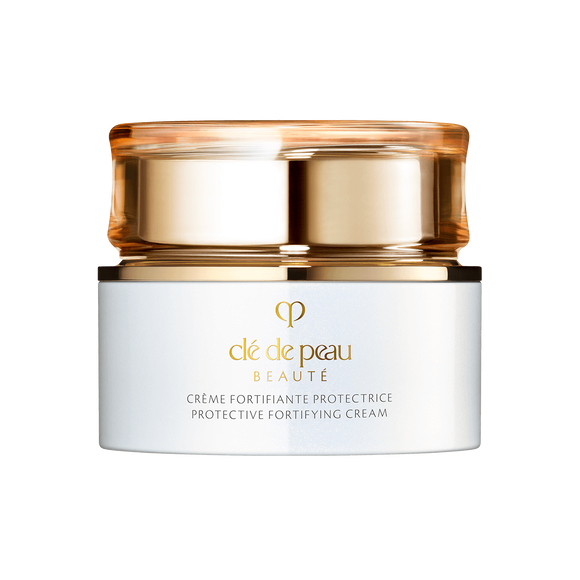 clé de peau
BEAUTÉ
CRÈME FORTIFIANTE PROTECTRICE
PROTECTIVE FORTIFYING CREAM